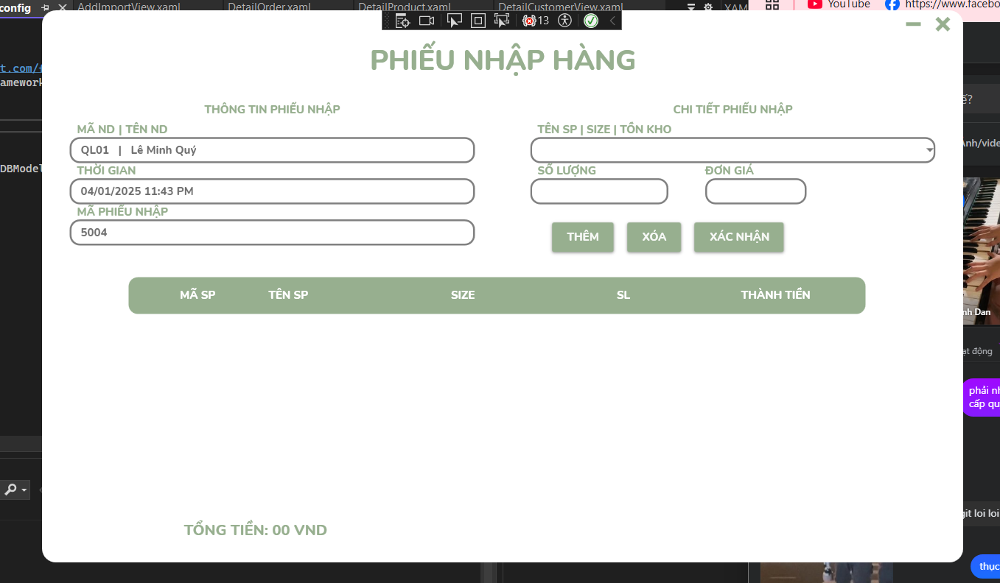 config
AddImportView.xaml
DetailOrder.xaml
DetailProduct.xaml
DetailCustomerView.xaml
XAM
YouTube
https://www.facebo
13
PHIẾU NHẬP HÀNG
t.com/f
amework
THÔNG TIN PHIẾU NHẬP
CHI TIẾT PHIẾU NHẬP
MÃ ND | TÊN ND
TÊN SP | SIZE | TỒN KHO
QL01 | Lê Minh Quý
Ảnh/vide
THỜI GIAN
SỐ LƯỢNG
ĐƠN GIÁ
DBModel
04/01/2025 11:43 PM
MÃ PHIẾU NHẬP
5004
THÊM
XÓA
XÁC NHẬN
MÃ SP
TÊN SP
SIZE
SL
THÀNH TIỀN
nh Dan
ạt động
phải nh
cấp qu
git loi loi
TỔNG TIỀN: 00 VND
thục